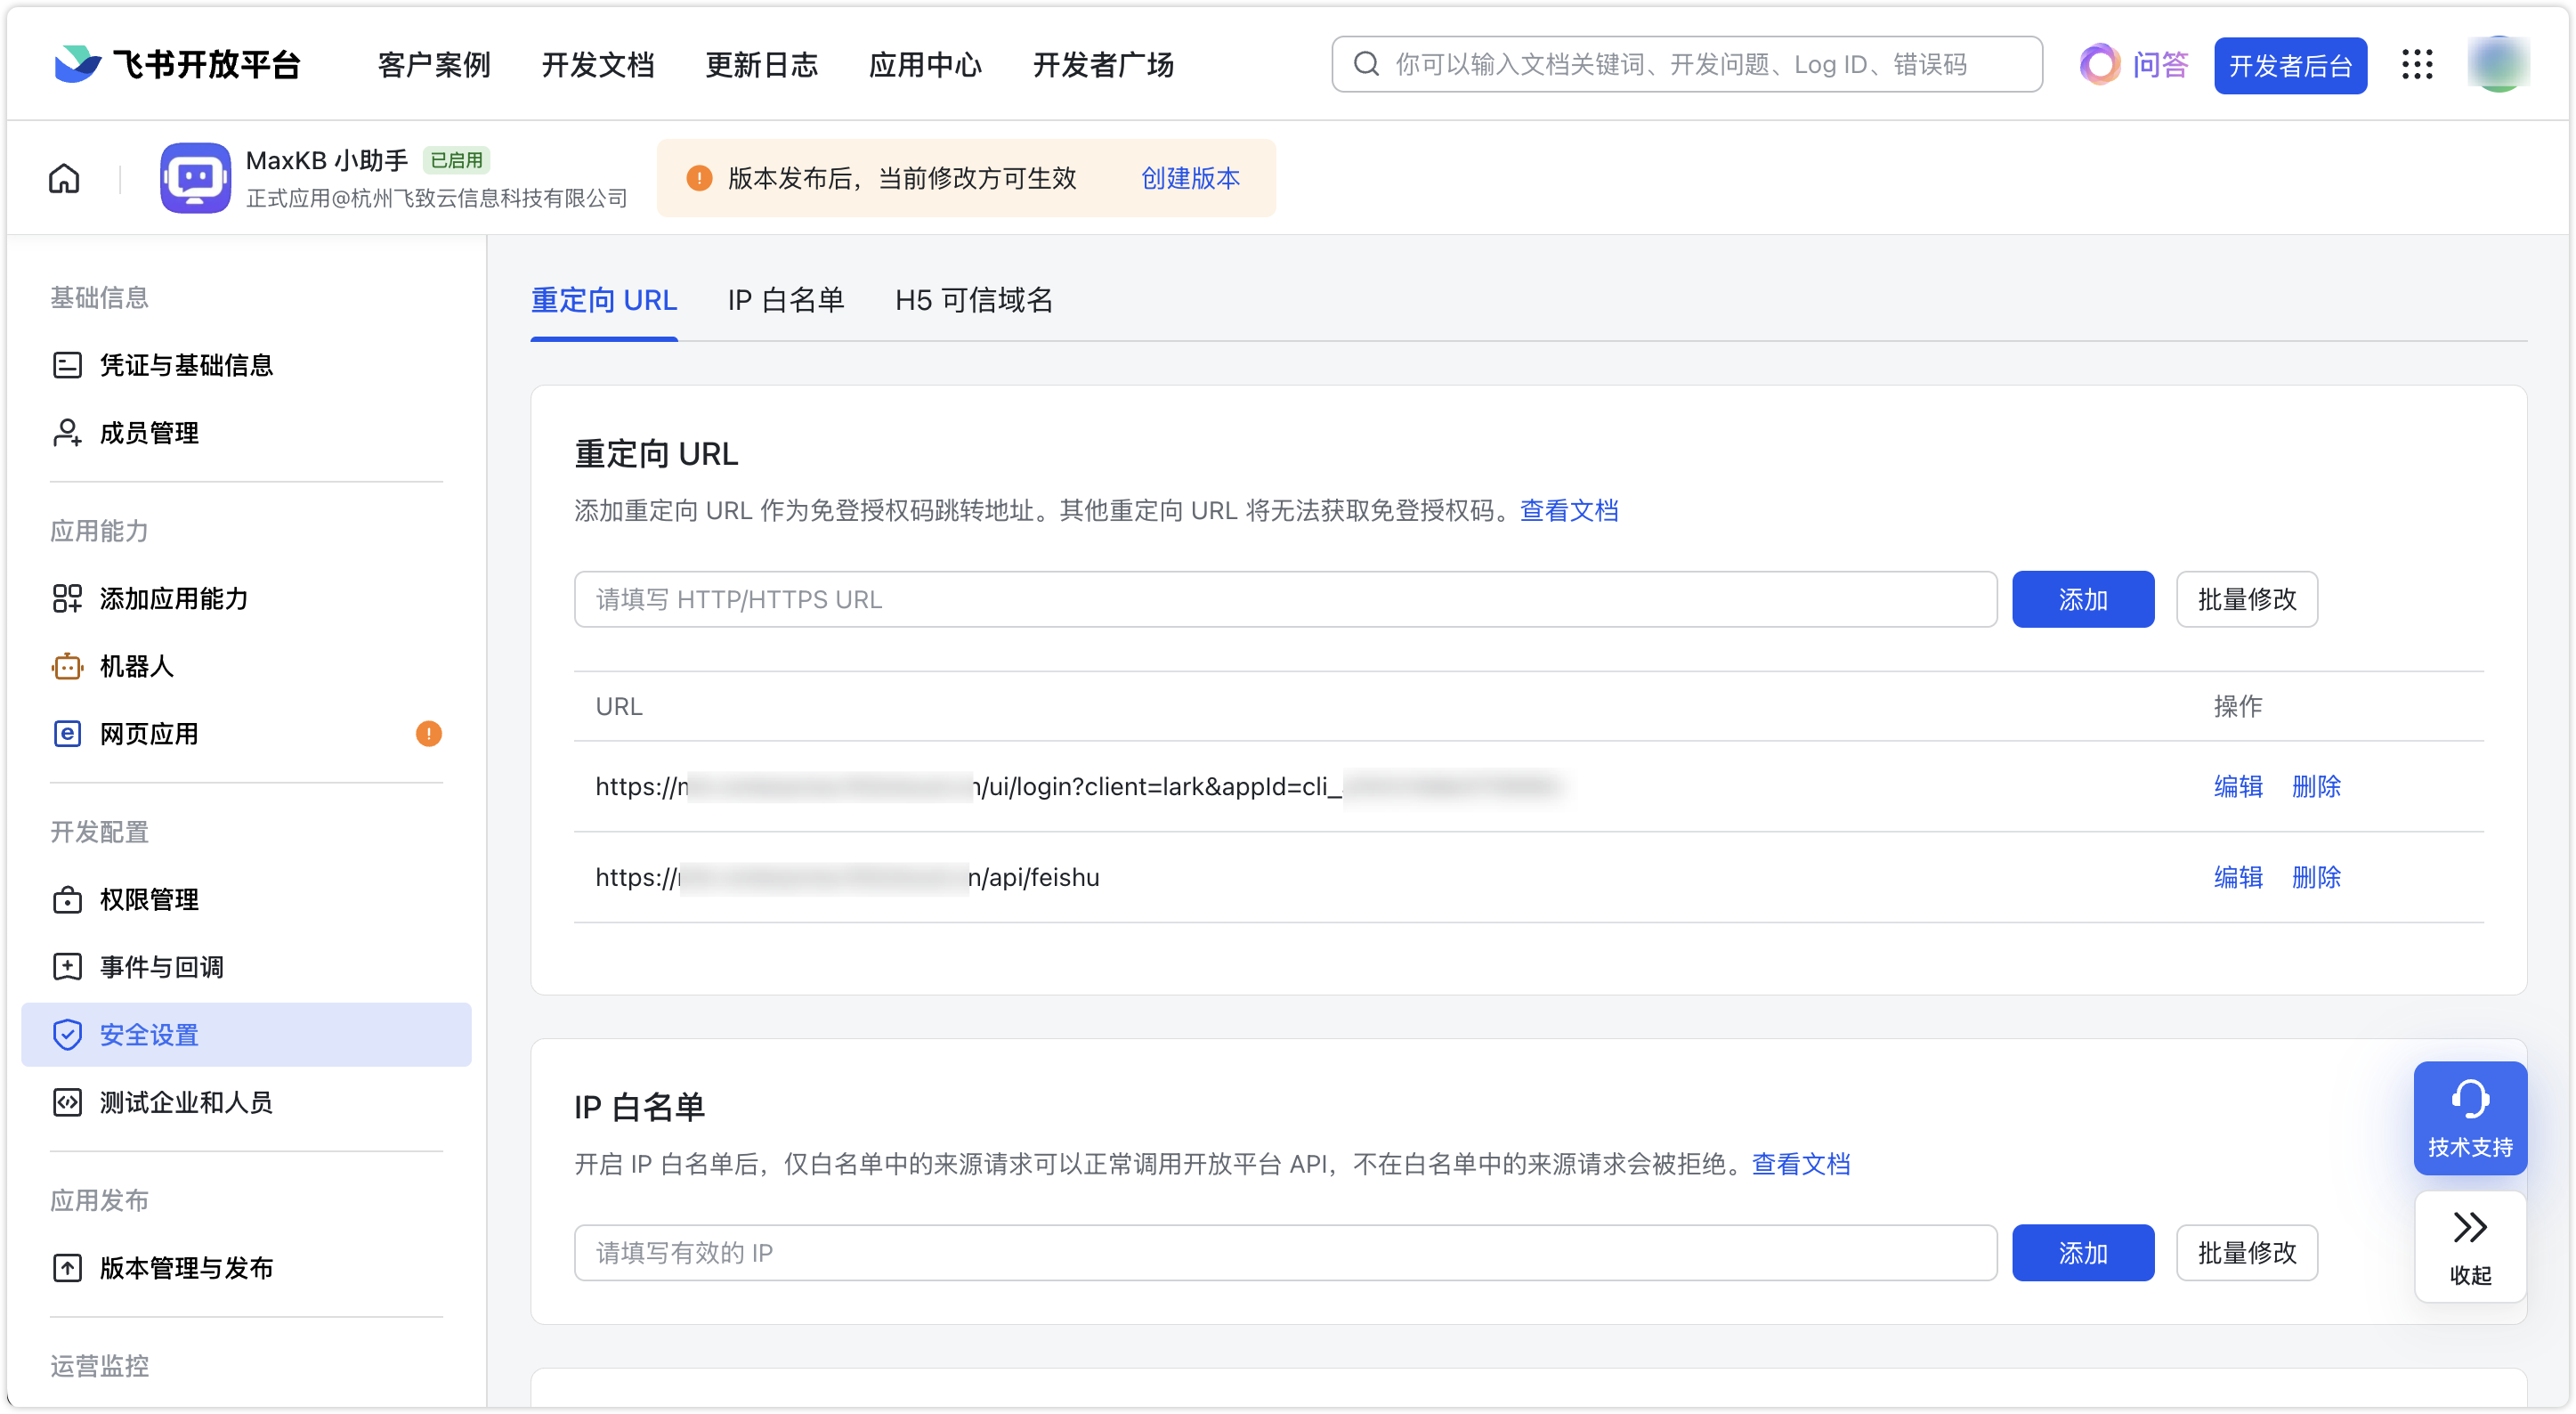 飞书开放平台
客户案例
开发文档
更新日志
应用中心
开发者广场
你可以输入文档关键词、开发问题、Log ID、错误码
问答
开发者后台
MaxKB 小助手
已启用
正式应用@杭州飞致云信息科技有限公司
版本发布后，当前修改方可生效
创建版本
基础信息
凭证与基础信息
成员管理
应用能力
添加应用能力
机器人
网页应用
开发配置
权限管理
事件与回调
安全设置
测试企业和人员
应用发布
版本管理与发布
运营监控
重定向 URL
IP 白名单
H5 可信域名
重定向 URL
添加重定向 URL 作为免登授权码跳转地址。其他重定向 URL 将无法获取免登授权码。查看文档
请填写 HTTP/HTTPS URL
添加
批量修改
URL
操作
https:// /ui/login?client=lark&appId=cli_
编辑
删除
https:// /api/feishu
编辑
删除
IP 白名单
开启 IP 白名单后，仅白名单中的来源请求可以正常调用开放平台 API，不在白名单中的来源请求会被拒绝。查看文档
请填写有效的 IP
添加
批量修改
技术支持
收起